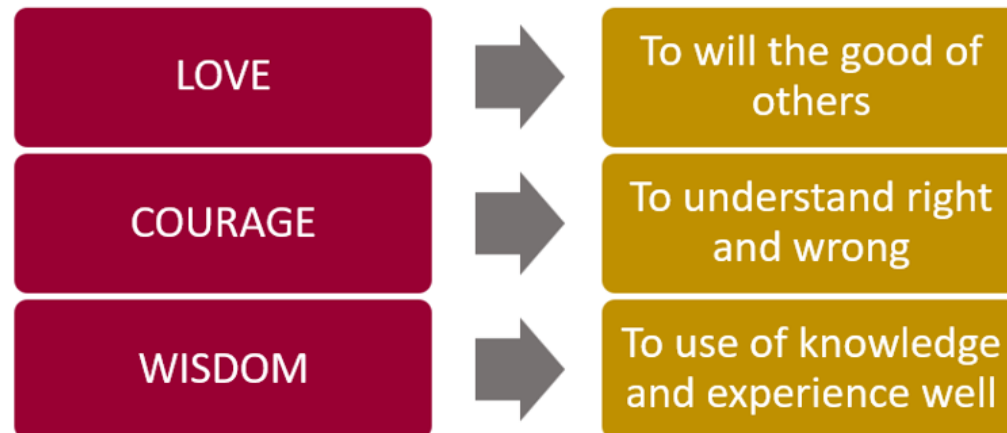 LOVE
To will the good of
others
COURAGE
To understand right
and wrong
WISDOM
To use of knowledge
and experience well